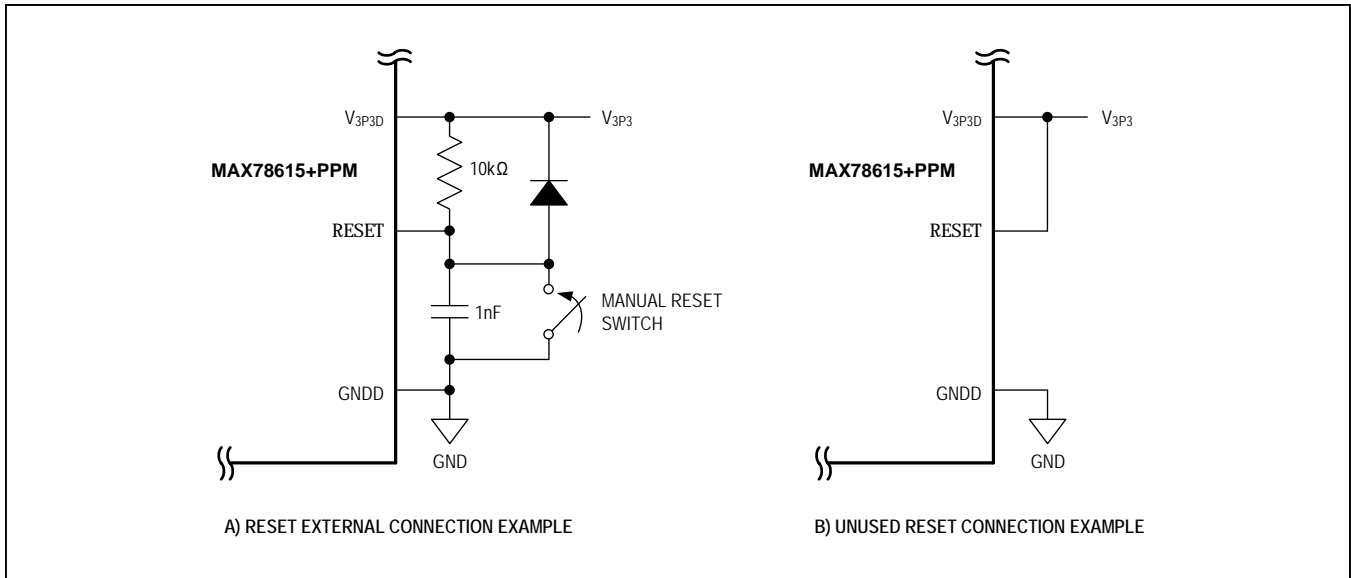 V3P3D
V3P3
MAX78615+PPM
10kΩ
RESET
1nF
MANUAL RESET
SWITCH
GNDD
GND
A) RESET EXTERNAL CONNECTION EXAMPLE
V3P3D
V3P3
MAX78615+PPM
RESET
GNDD
GND
B) UNUSED RESET CONNECTION EXAMPLE